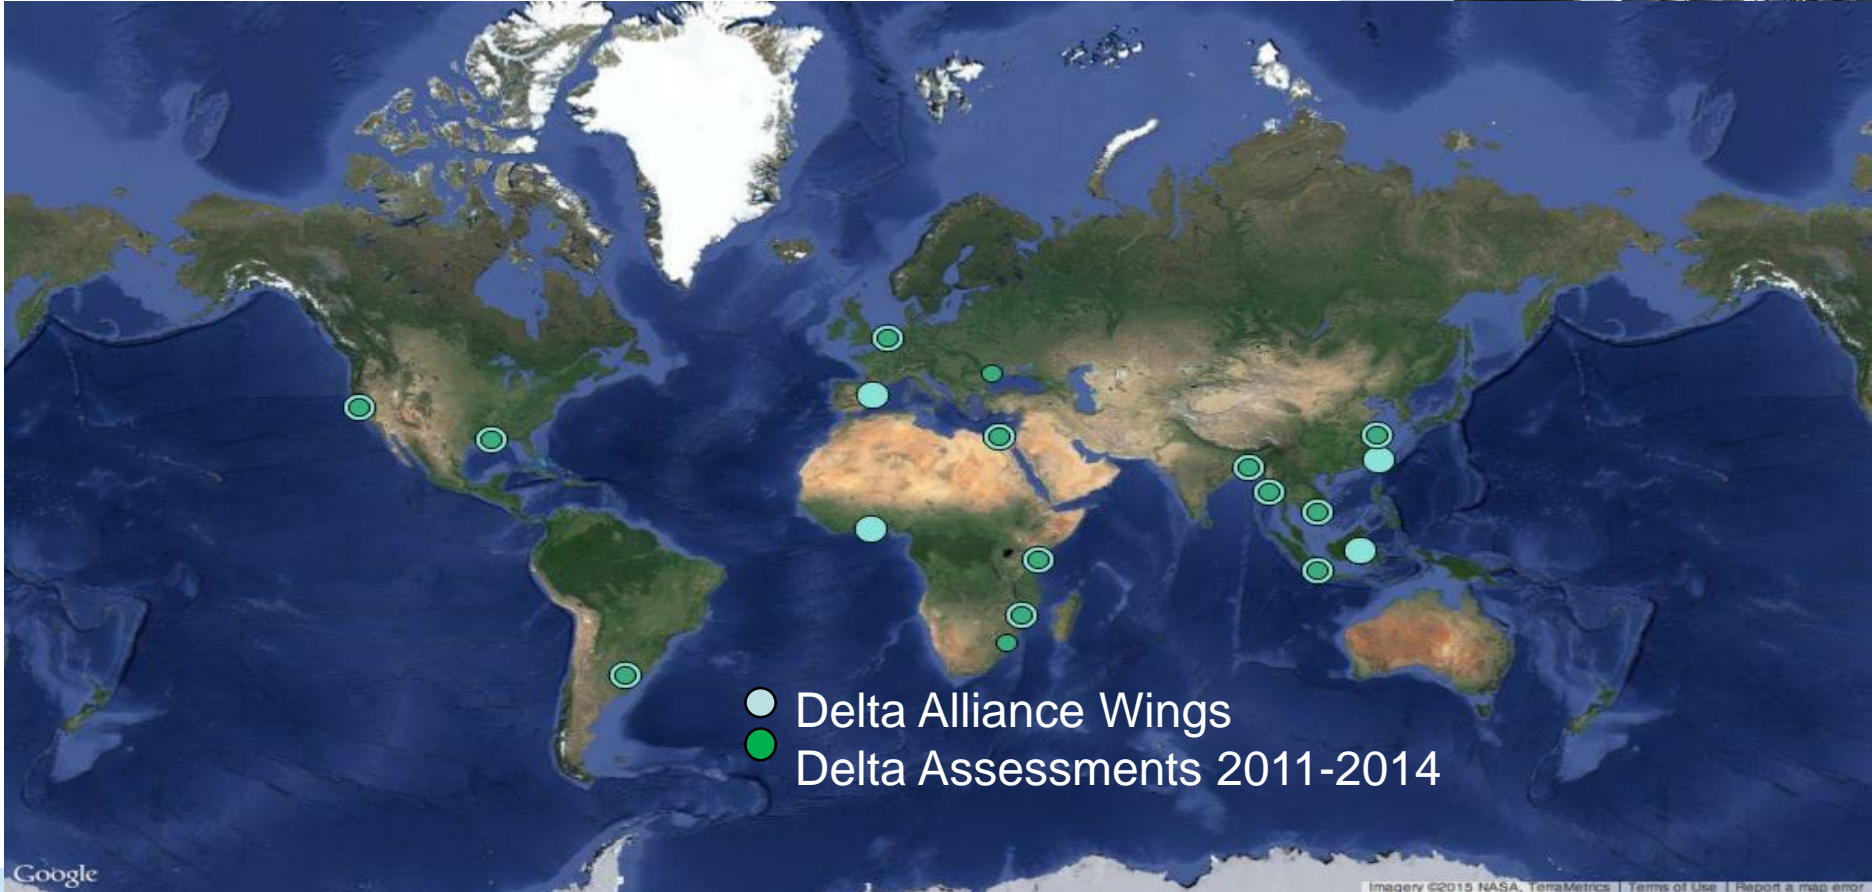 Delta Alliance Wings
Delta Assessments 2011-2014
Google
Imagery ©2015 NASA, TerraMetrics | Terms of Use | Report a map error